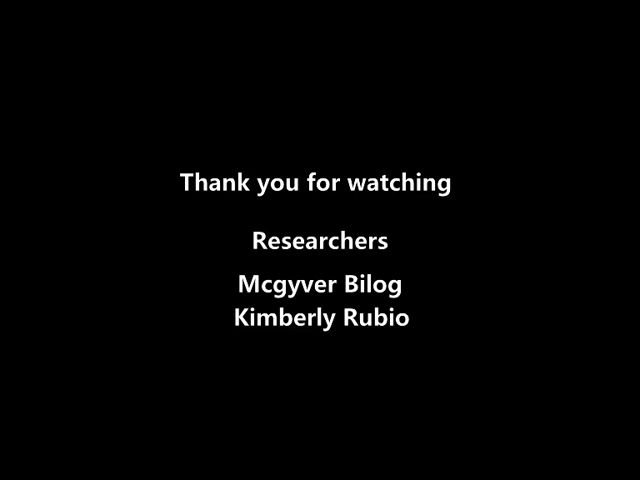 Thank you for watching
Researchers
Mcgyver Bilog
Kimberly Rubio